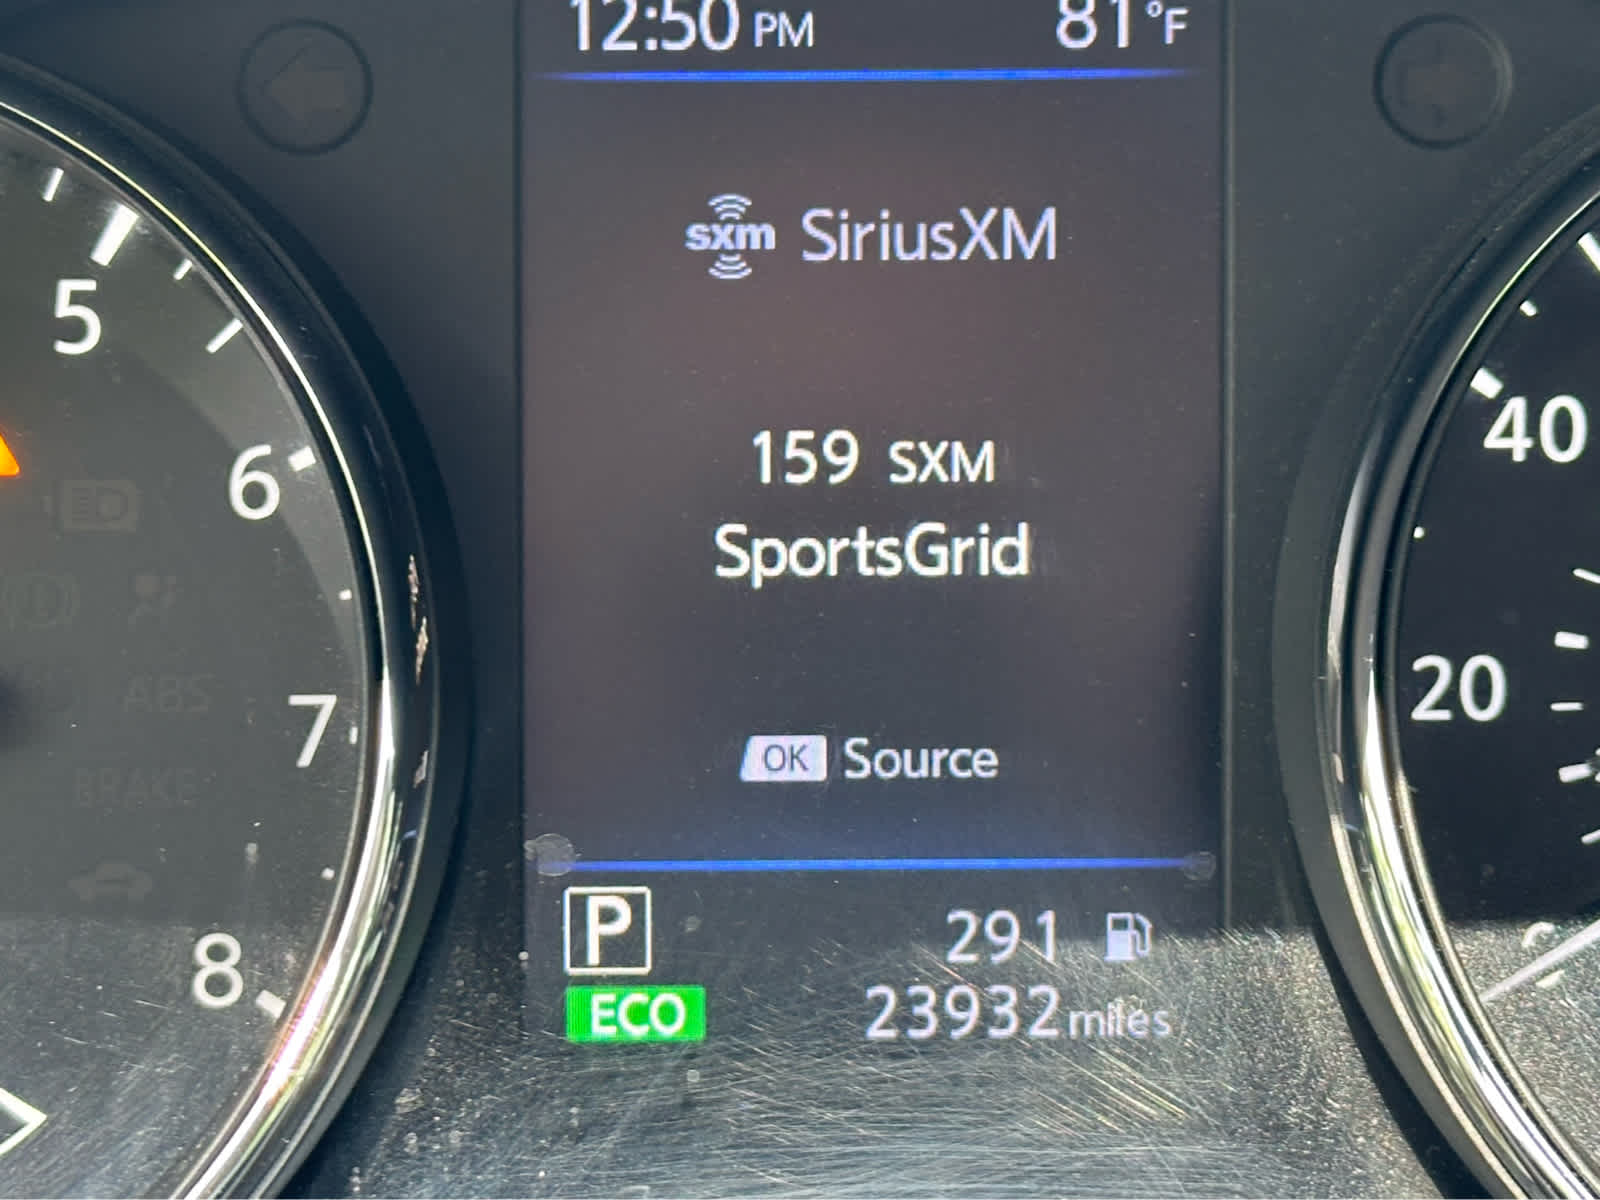 12:50 PM 81°F
sxm SiriusXM
159 SXM
SportsGrid
OK Source
P 291
ECO 23932 miles
5
6
7
8
40
20
ABS
BRAKE